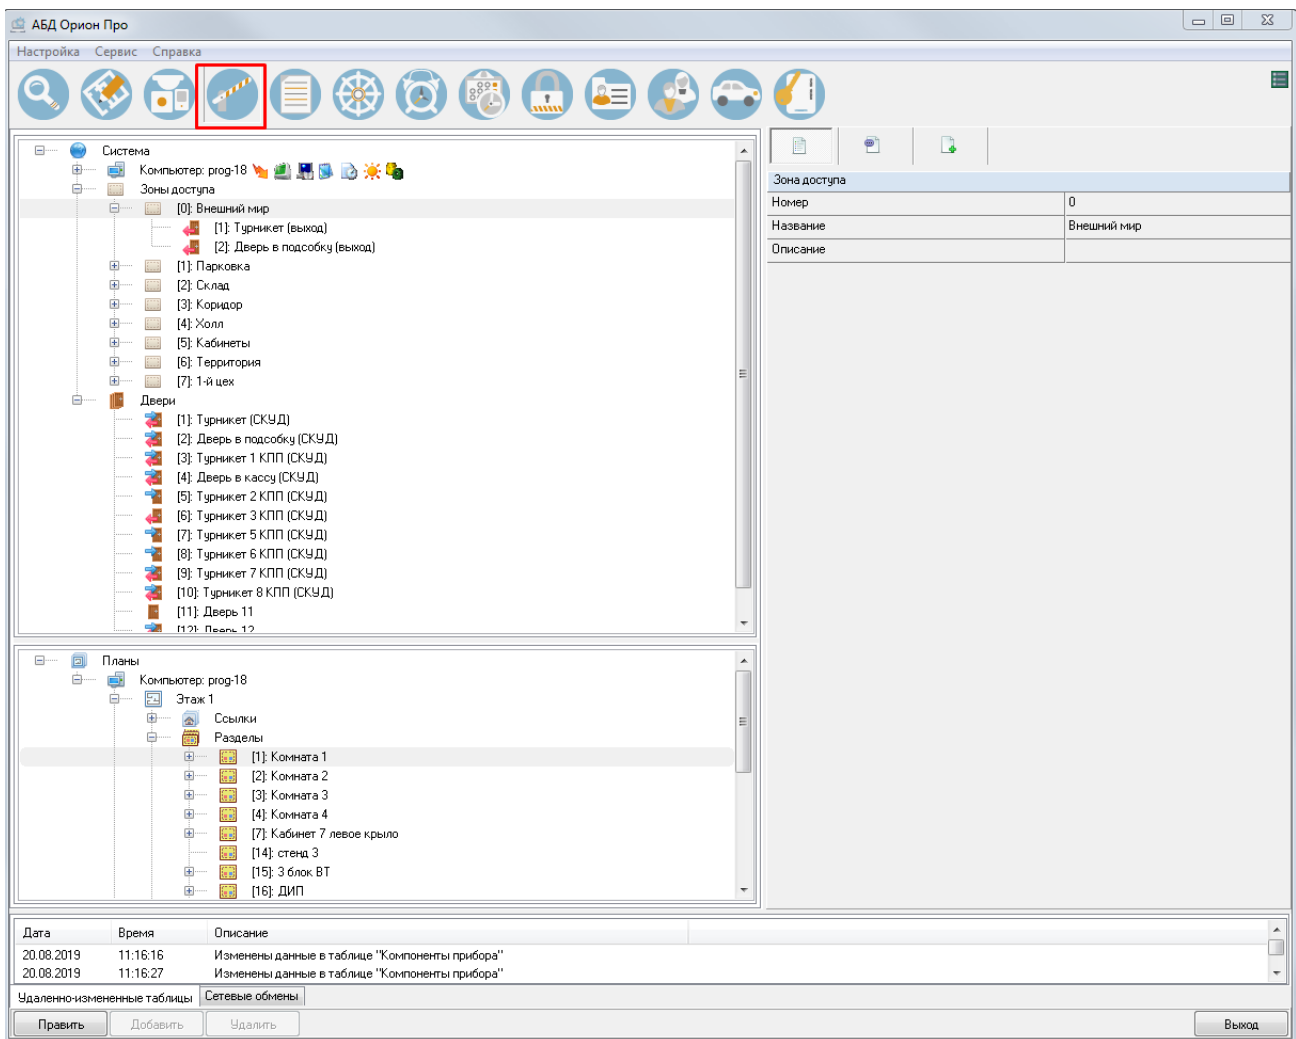 АБД Орион Про
Настройка Сервис Справка
Система
Компьютер: prog-18
Зоны доступа
[0]: Внешний мир
[1]: Турникет (выход)
[2]: Дверь в подсобку (выход)
[1]: Парковка
[2]: Склад
[3]: Коридор
[4]: Холл
[5]: Кабинеты
[6]: Территория
[7]: 1-й цех
Двери
[1]: Турникет (СКУД)
[2]: Дверь в подсобку (СКУД)
[3]: Турникет 1 КПП (СКУД)
[4]: Дверь в кассу (СКУД)
[5]: Турникет 2 КПП (СКУД)
[6]: Турникет 3 КПП (СКУД)
[7]: Турникет 5 КПП (СКУД)
[8]: Турникет 6 КПП (СКУД)
[9]: Турникет 7 КПП (СКУД)
[10]: Турникет 8 КПП (СКУД)
[11]: Дверь 11
[12]: Дверь 12
Зона доступа
Номер 0
Название Внешний мир
Описание
Планы
Компьютер: prog-18
Этаж 1
Ссылки
Разделы
[1]: Комната 1
[2]: Комната 2
[3]: Комната 3
[4]: Комната 4
[7]: Кабинет 7 левое крыло
[14]: стенд 3
[15]: 3 блок ВТ
[16]: ДИП
Дата Время Описание
20.08.2019 11:16:16 Изменены данные в таблице "Компоненты прибора"
20.08.2019 11:16:27 Изменены данные в таблице "Компоненты прибора"
Удаленно-измененные таблицы Сетевые обмены
Править Добавить Удалить Выход